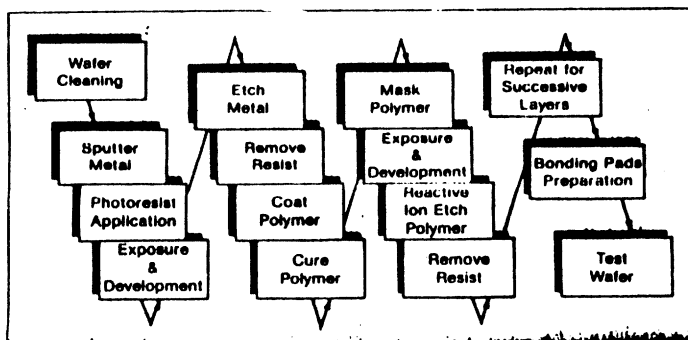 Wafer
Cleaning
Sputter
Metal
Photoresist
Application
Exposure
&
Development
Etch
Metal
Remove
Resist
Coat
Polymer
Cure
Polymer
Mask
Polymer
Exposure
&
Development
Reactive
Ion Etch
Polymer
Remove
Resist
Repeat for
Successive
Layers
Bonding Pads
Preparation
Test
Wafer